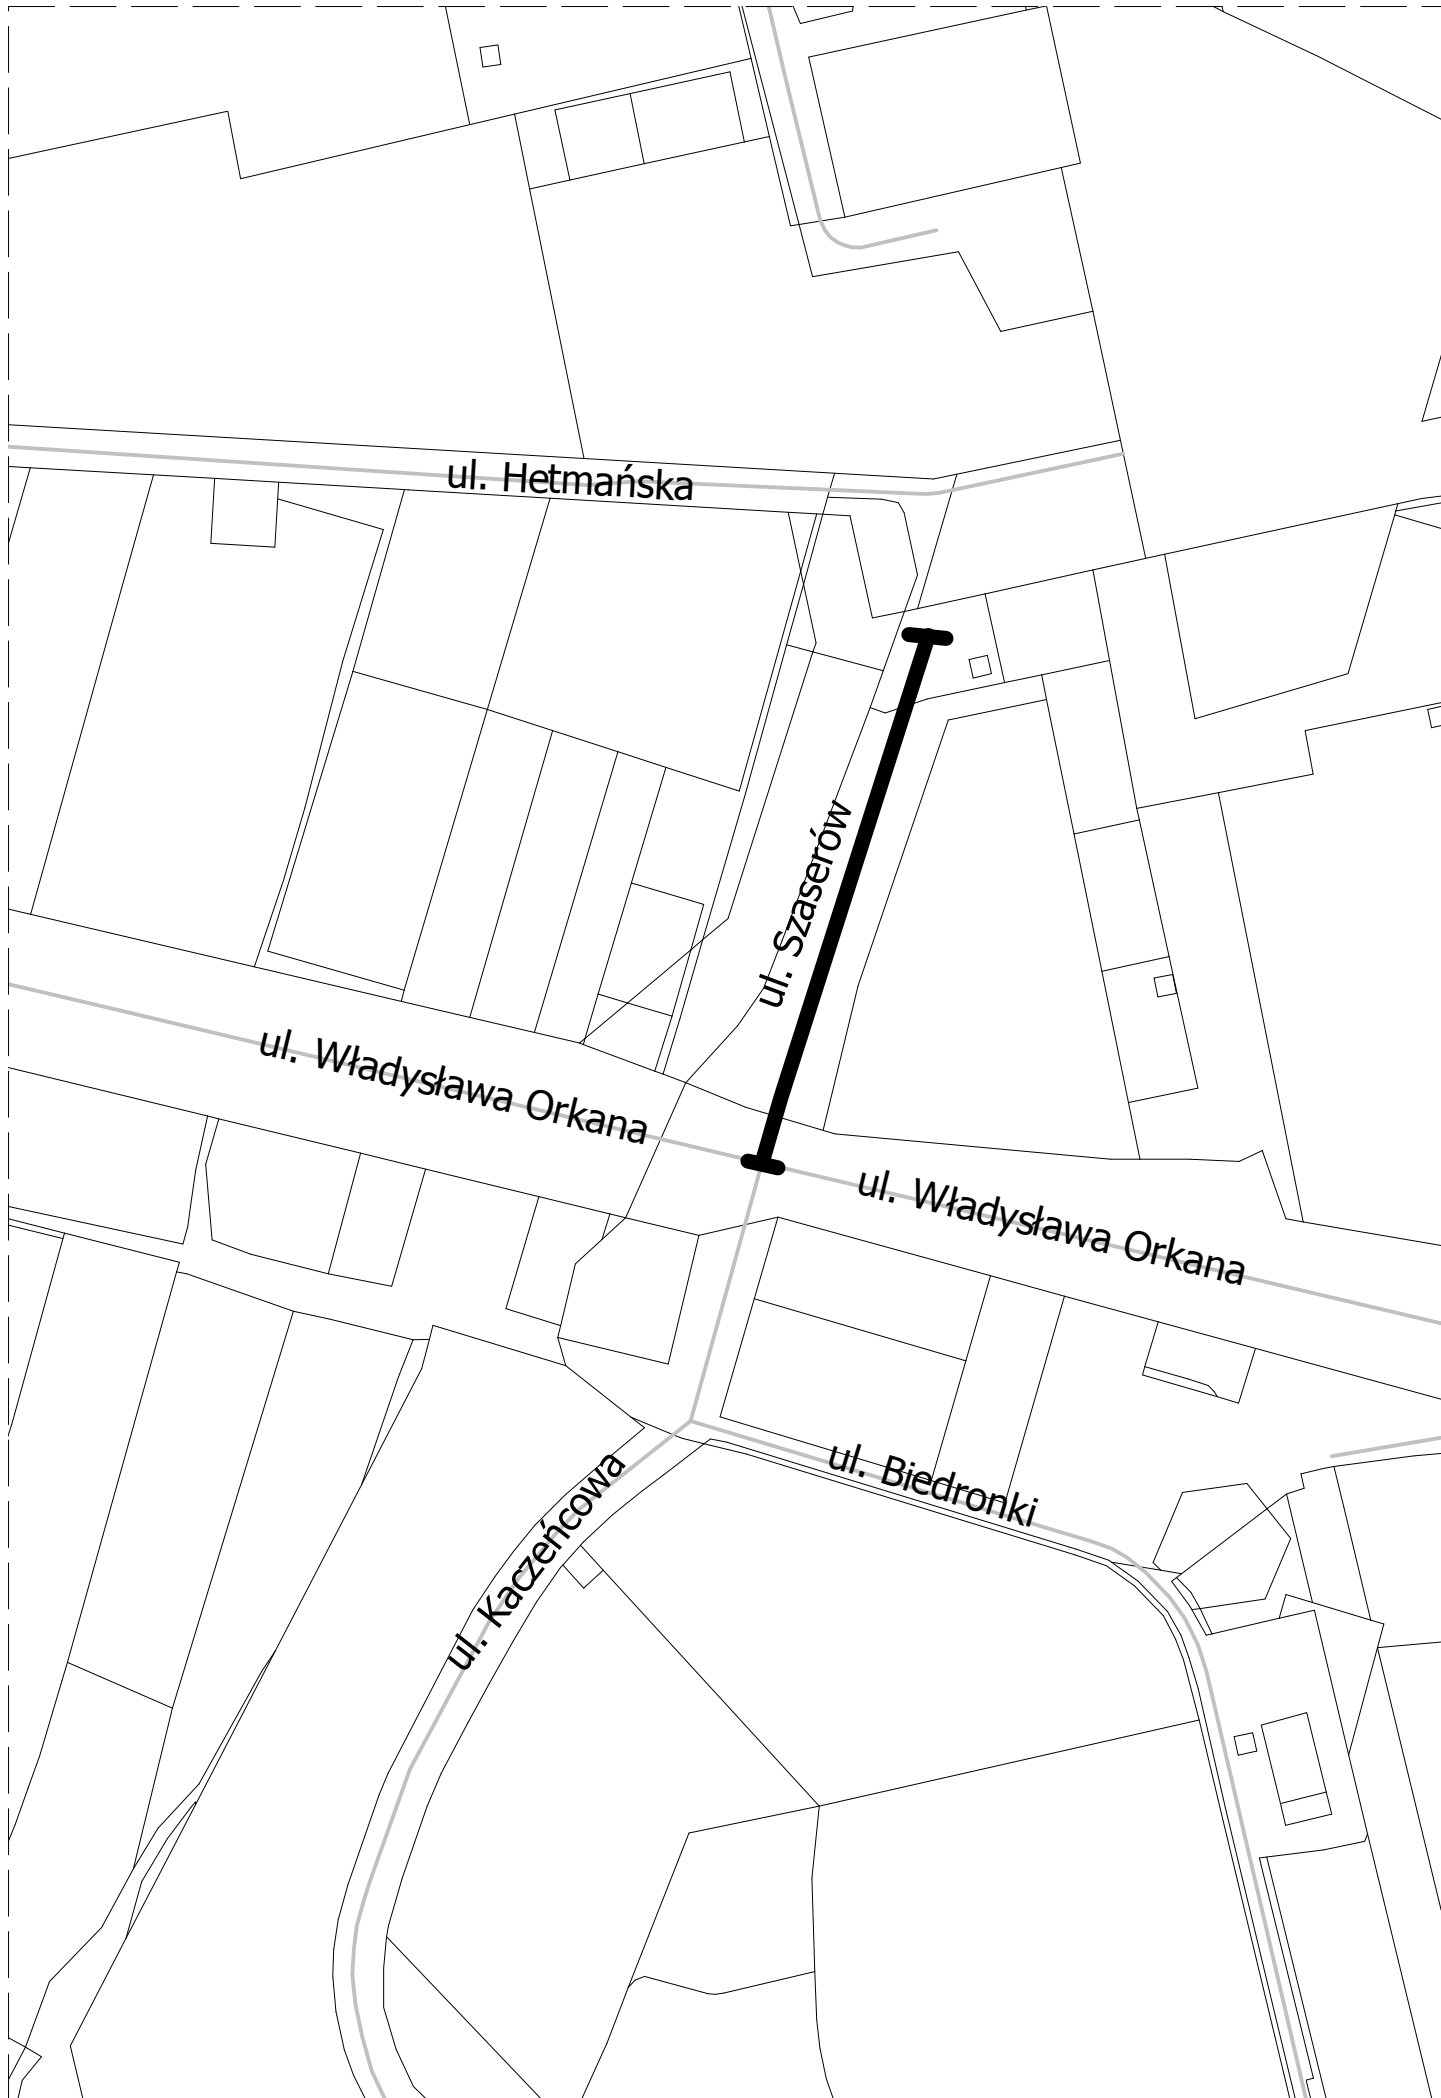 ul. Hetmańska
ul. Szaserów
ul. Władysława Orkana
ul. Władysława Orkana
ul. Biedronki
ul. Kaczeńcowa